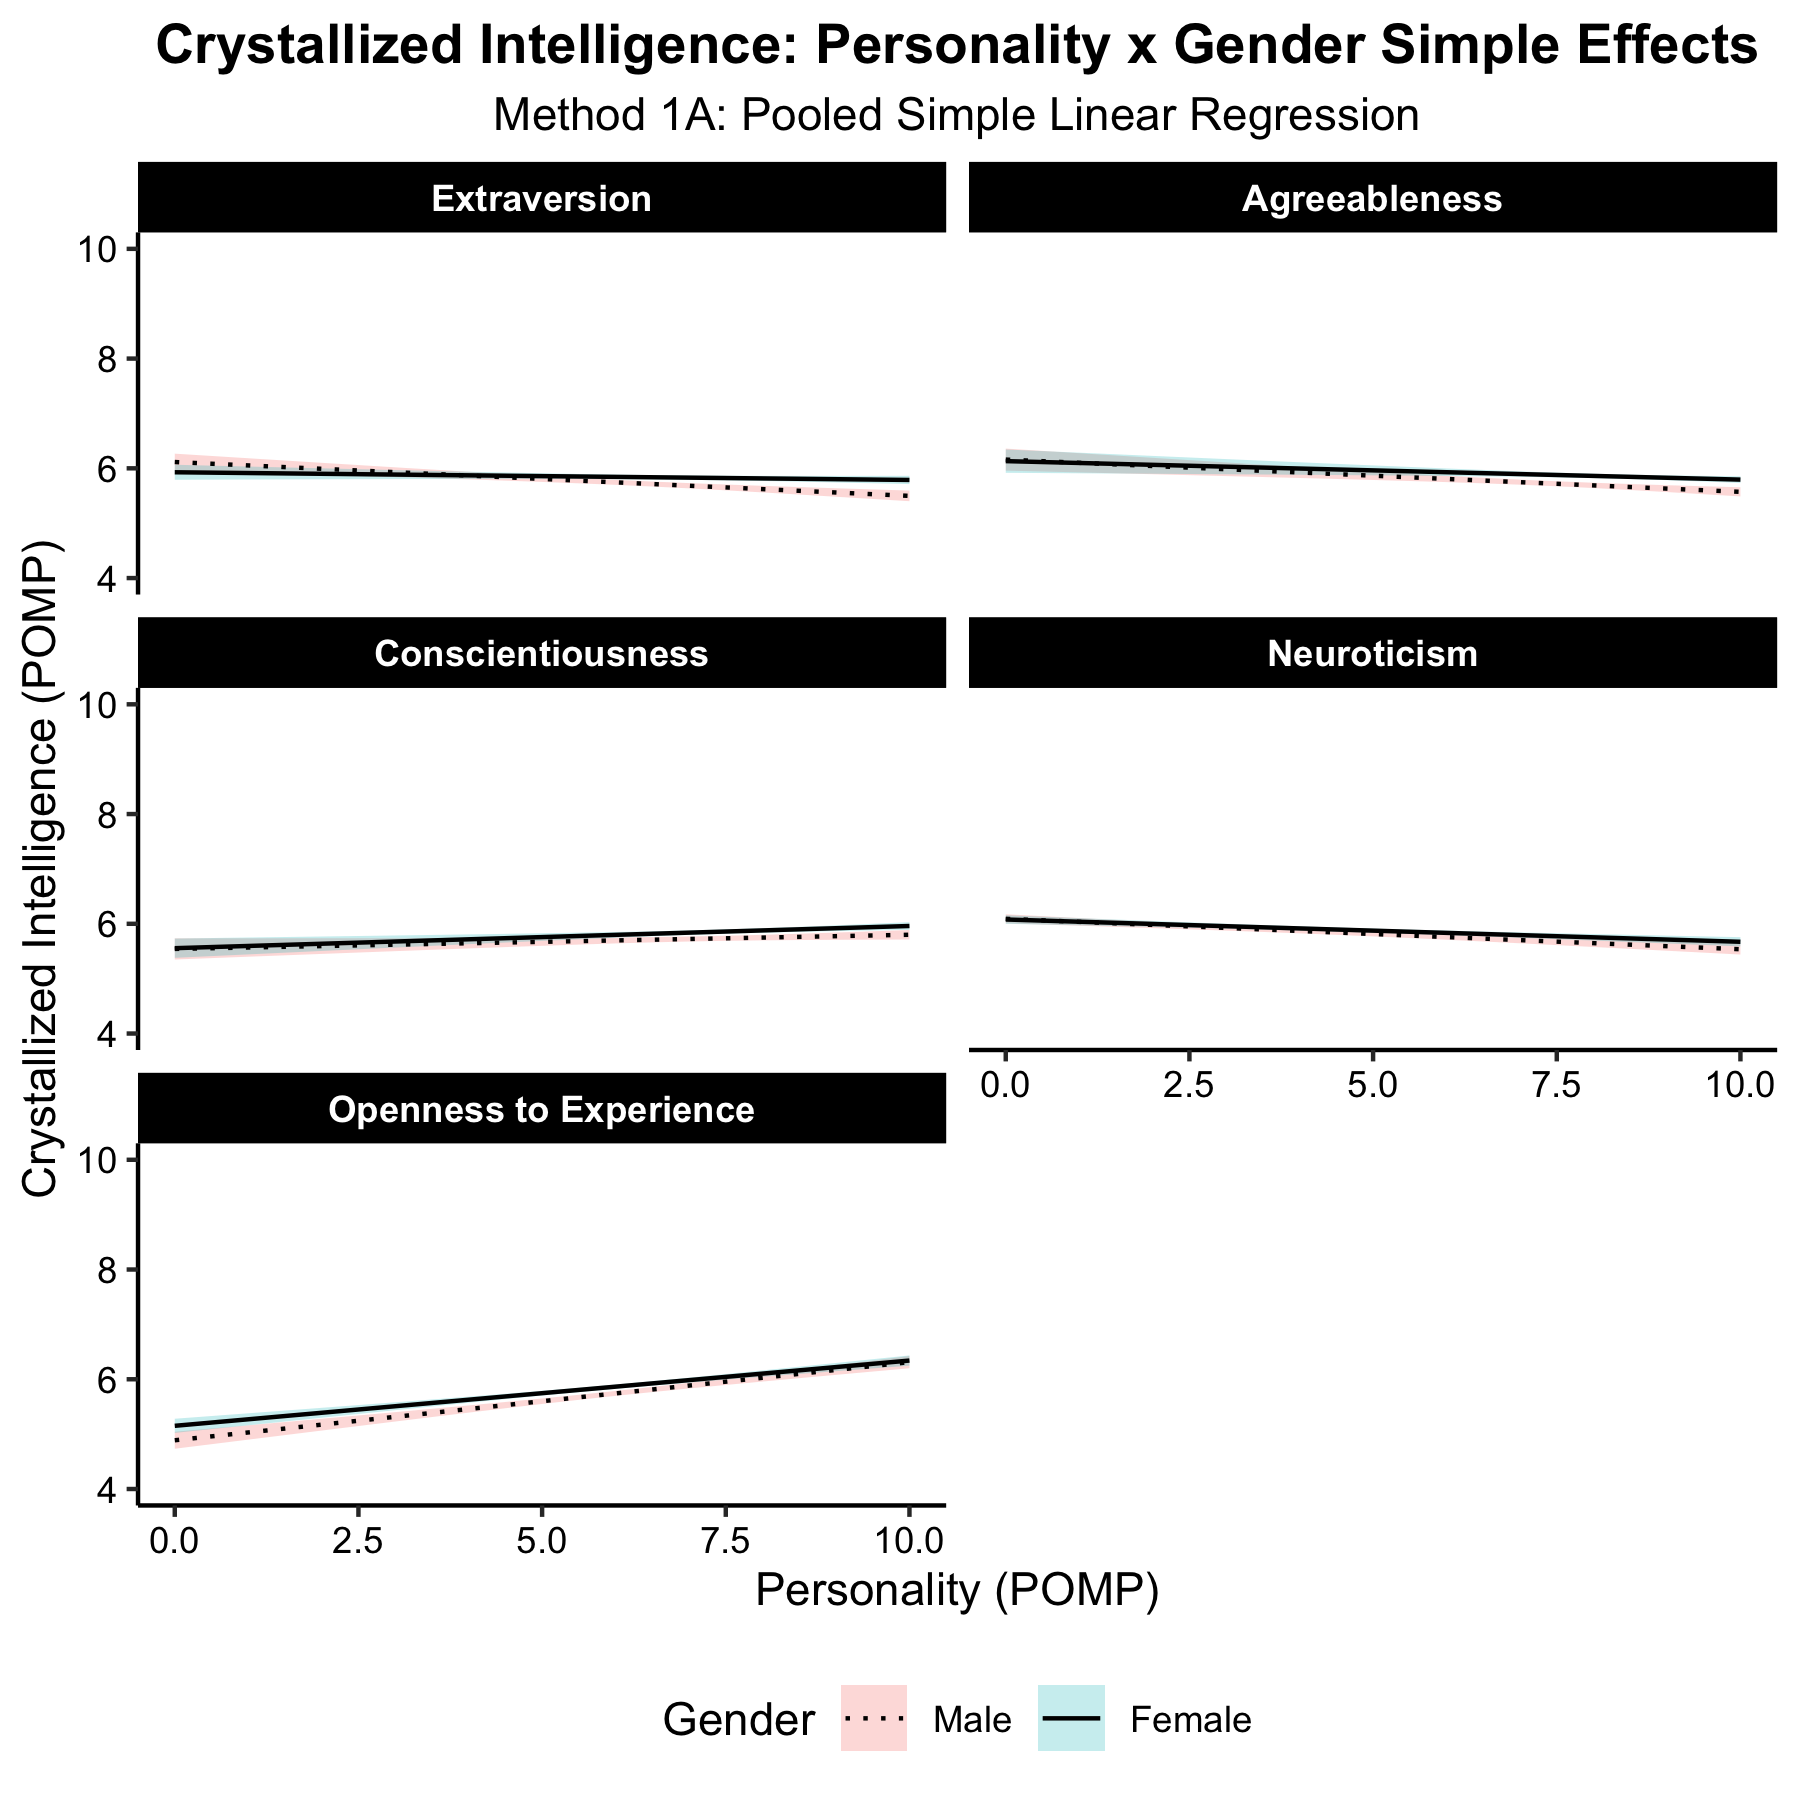 Crystallized Intelligence: Personality x Gender Simple Effects
Method 1A: Pooled Simple Linear Regression
Extraversion
Agreeableness
10
8
6
4
Conscientiousness
Neuroticism
10
8
6
4
0.0 2.5 5.0 7.5 10.0
Openness to Experience
10
8
6
4
0.0 2.5 5.0 7.5 10.0
Crystallized Intelligence (POMP)
Personality (POMP)
Gender Male Female